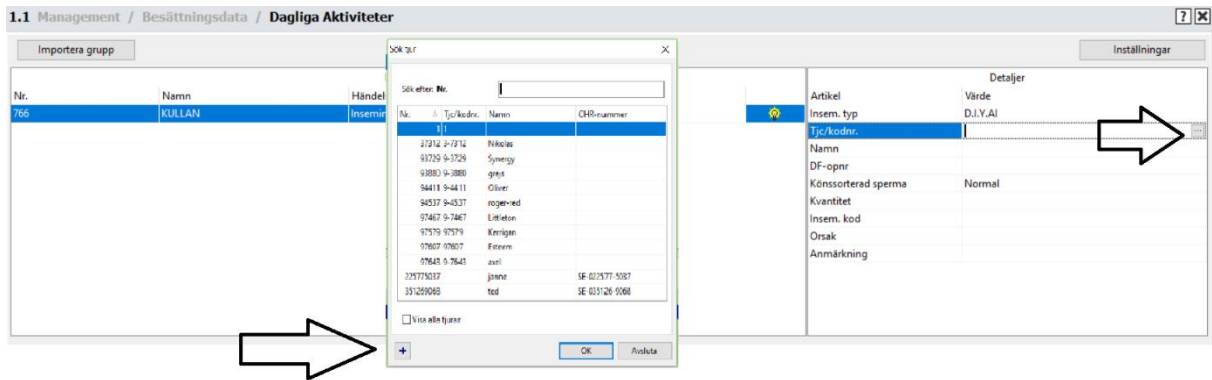 1.1 Management / Besättningsdata / Dagliga Aktiviteter
Importera grupp
Inställningar
Nr. Namn Händel
766 KULLAN Insemin
Sök tjur
Sök efter: Nr.
Nr. Tjc/kodnr. Namn CHR-nummer
1 1
37312 3-7312 Nikolas
93729 9-3729 Synergy
93880 9-3880 grejs
94411 9-4411 Oliver
94537 9-4537 roger-red
97467 9-7467 Littleton
97579 97579 Kerrigan
97607 97607 Esteem
97643 9-7643 axel
225775037 janne SE-022577-5037
351269068 ted SE-035126-9068
Visa alla tjurar
+ OK Avsluta
Detaljer
Artikel Värde
Insem. typ D.I.Y.AI
Tjc/kodnr.
Namn
DF-opnr
Könssorterad sperma Normal
Kvantitet
Insem. kod
Orsak
Anmärkning